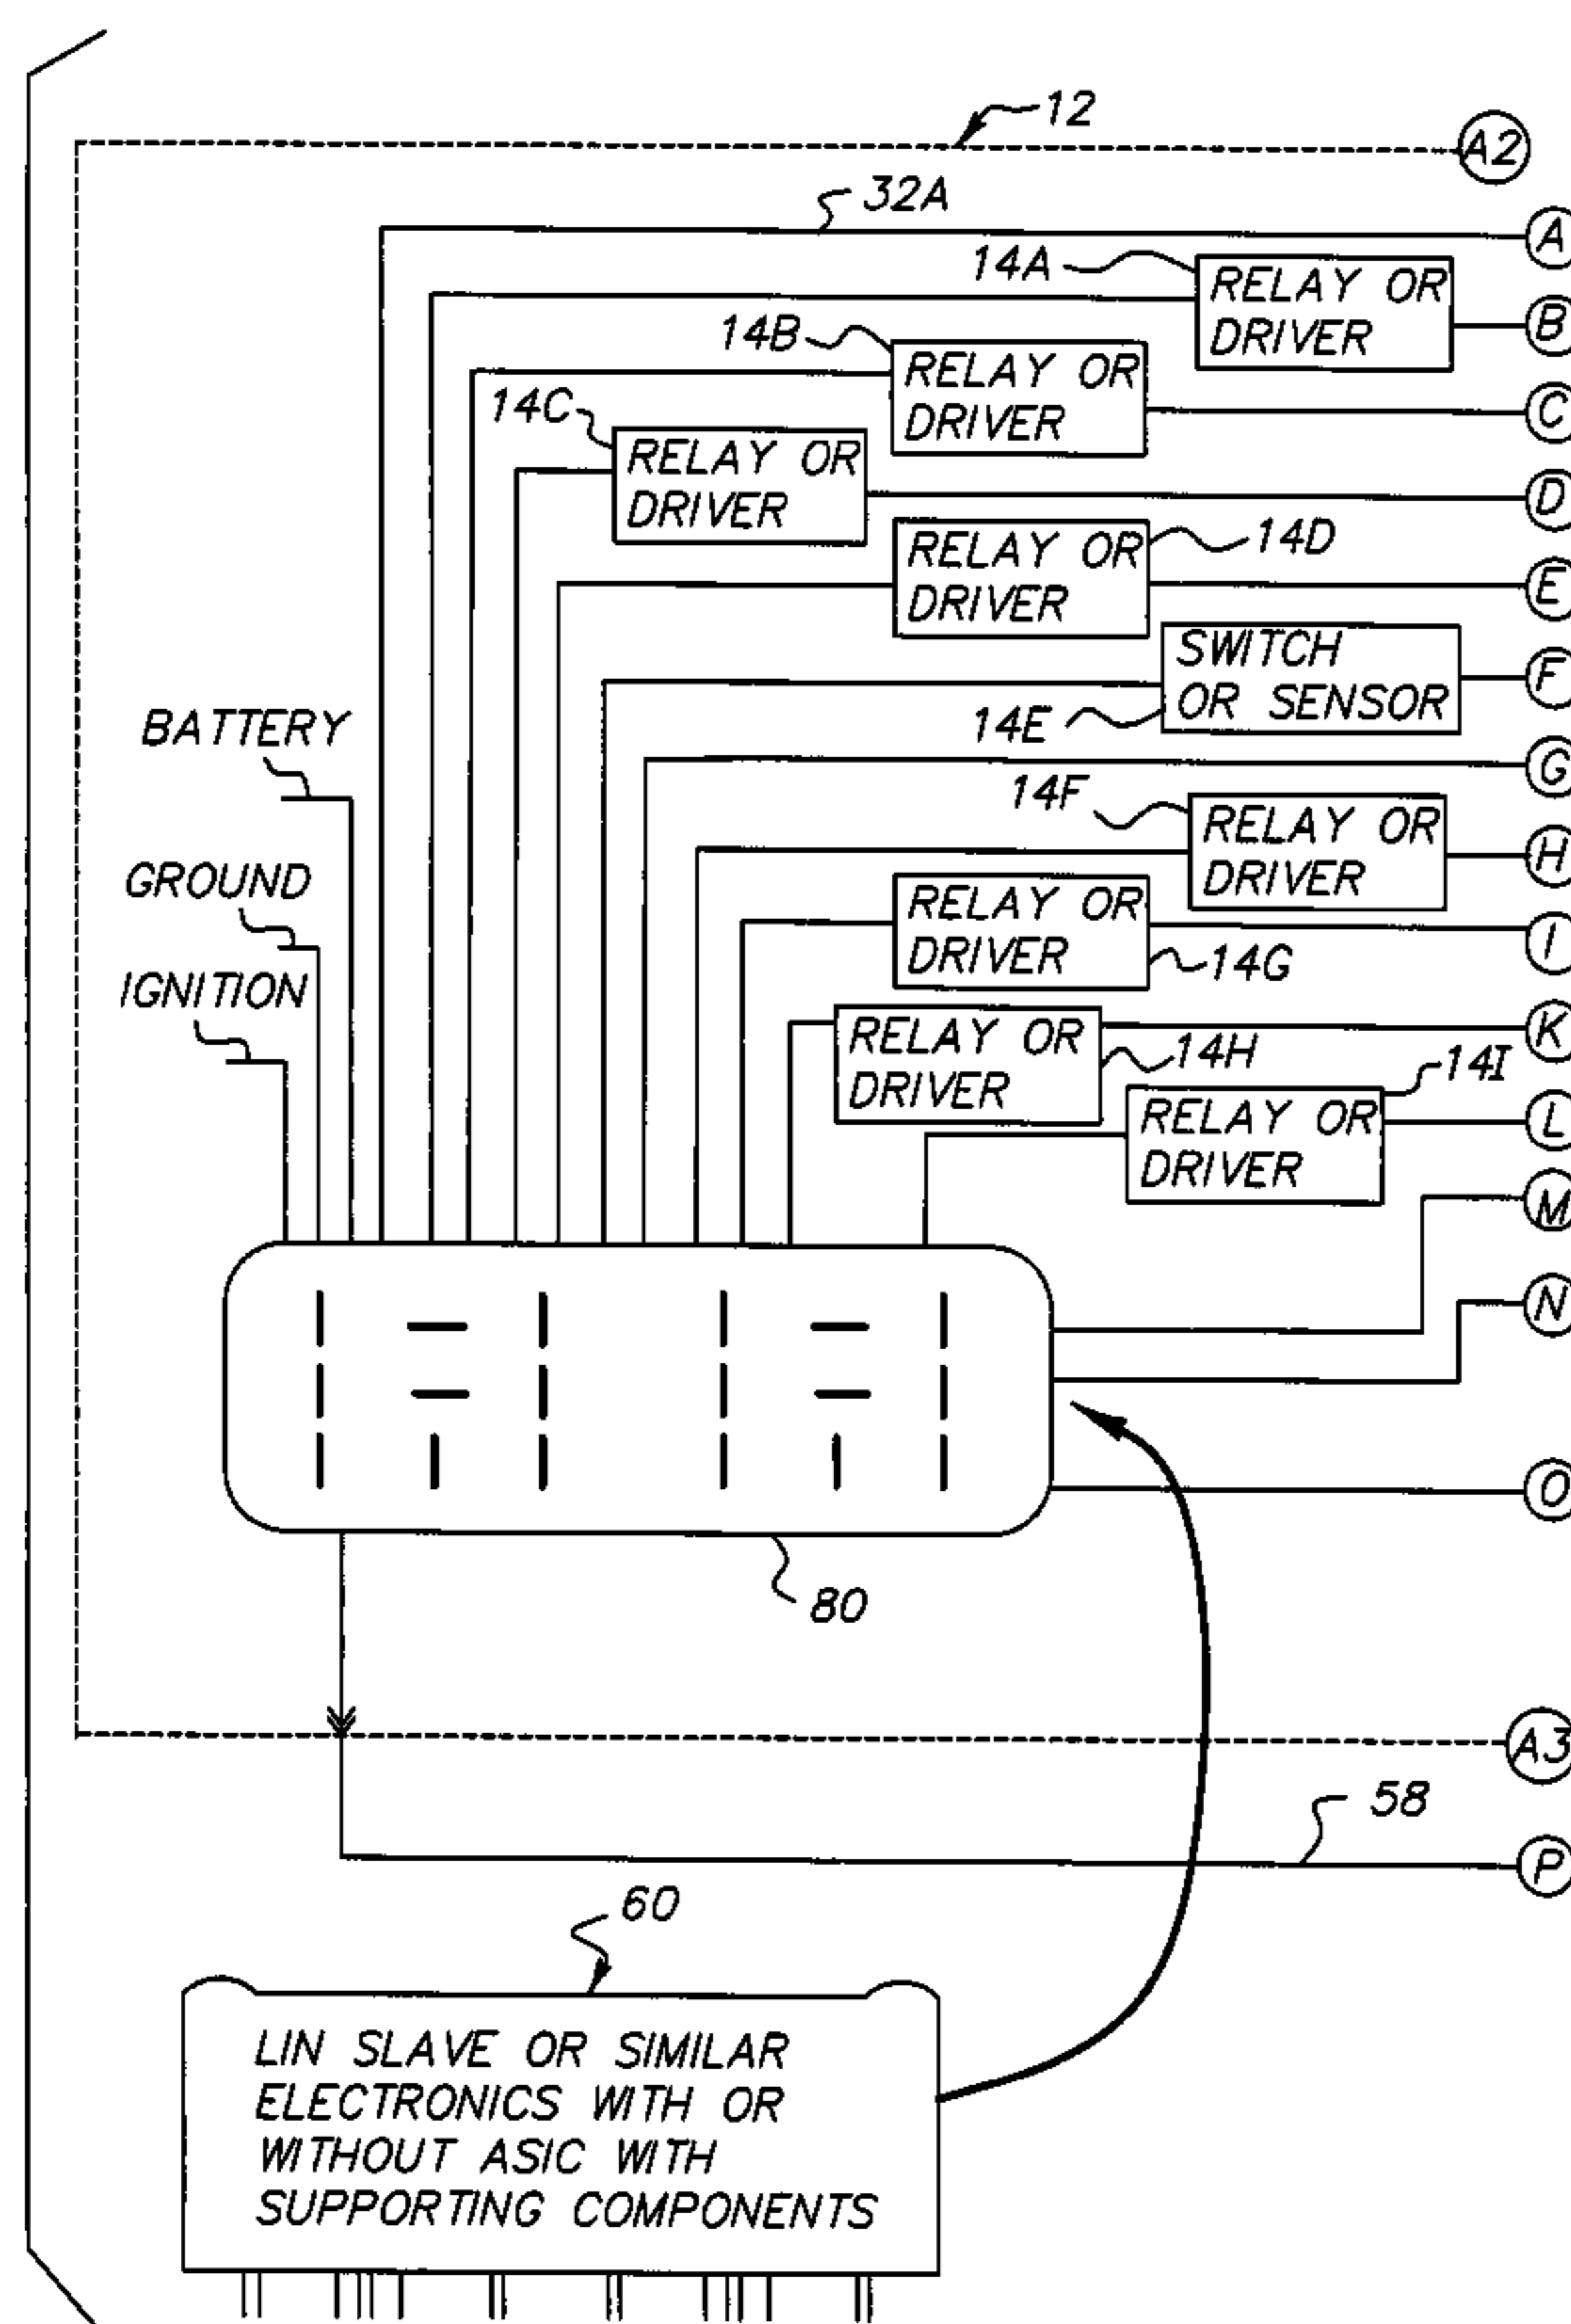 12
A2
32A
A
14A
RELAY OR
DRIVER
B
14B
RELAY OR
DRIVER
C
14C
RELAY OR
DRIVER
D
RELAY OR
DRIVER
14D
E
SWITCH
OR SENSOR
14E
F
BATTERY
G
14F
RELAY OR
DRIVER
H
GROUND
RELAY OR
DRIVER
14G
I
IGNITION
RELAY OR
DRIVER
14H
K
14I
RELAY OR
DRIVER
L
M
N
O
80
A3
58
P
60
LIN SLAVE OR SIMILAR
ELECTRONICS WITH OR
WITHOUT ASIC WITH
SUPPORTING COMPONENTS